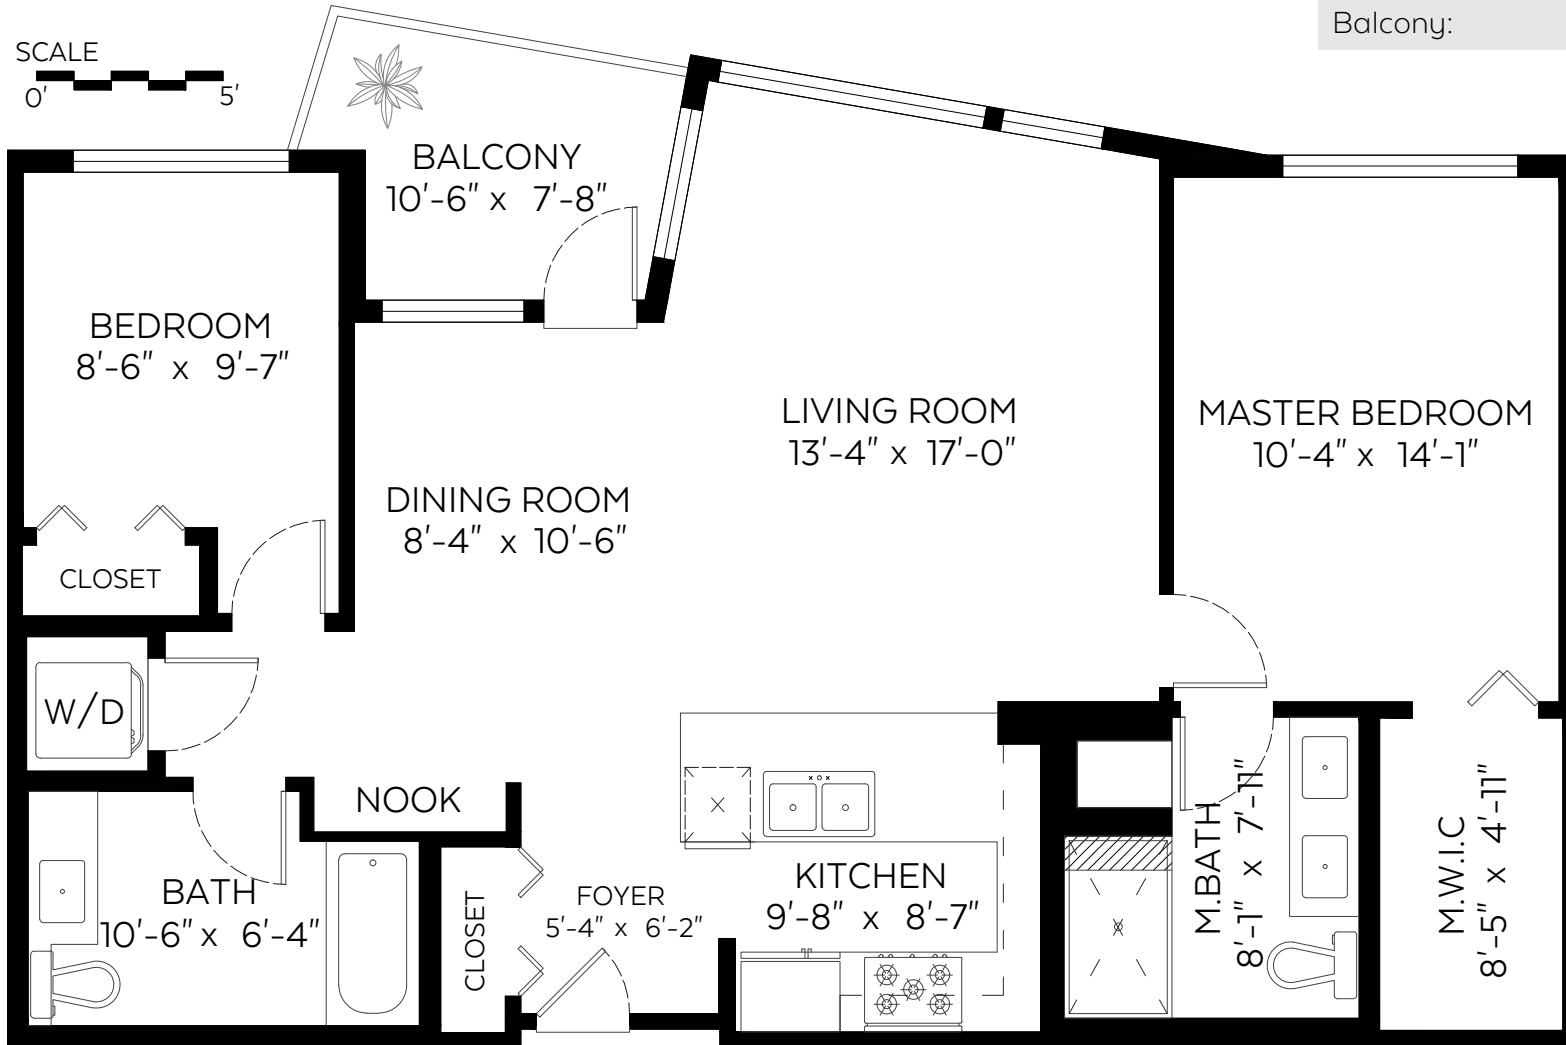 Balcony:
SCALE
0' 5'
BALCONY
10'-6" x 7'-8"
BEDROOM
8'-6" x 9'-7"
LIVING ROOM
13'-4" x 17'-0"
MASTER BEDROOM
10'-4" x 14'-1"
DINING ROOM
8'-4" x 10'-6"
CLOSET
W/D
NOOK
BATH
10'-6" x 6'-4"
CLOSET
FOYER
5'-4" x 6'-2"
KITCHEN
9'-8" x 8'-7"
M.BATH
8'-1" x 7'-11"
M.W.I.C
8'-5" x 4'-11"